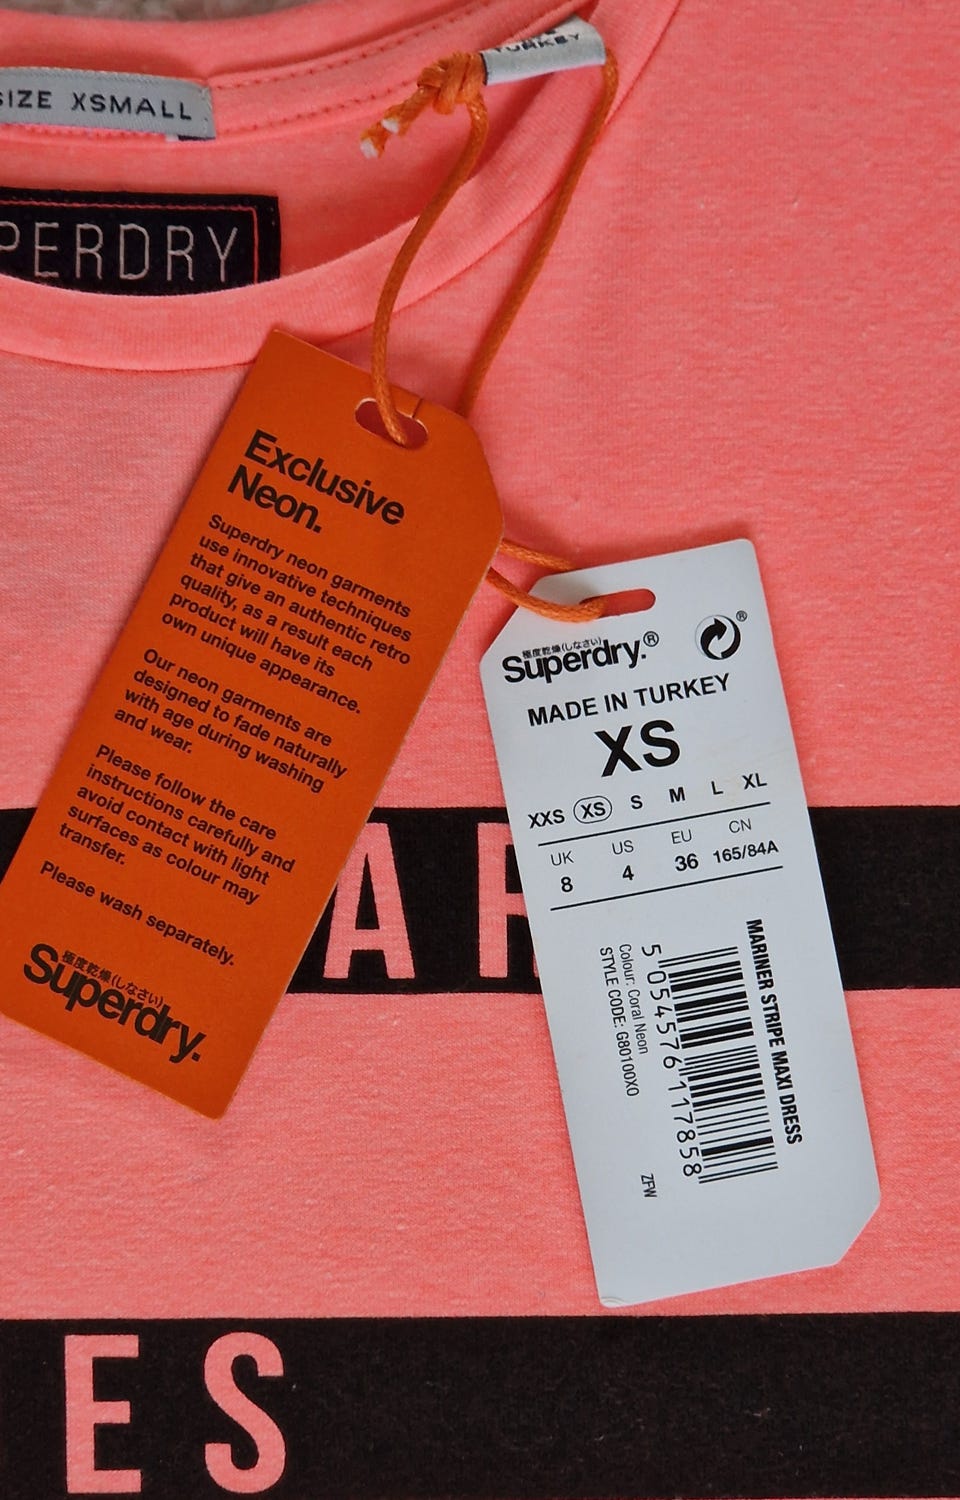 TURKEY
SIZE XSMALL
PERDRY
Exclusive
Neon.
Superdry neon garments
use innovative techniques
that give an authentic retro
quality, as a result each
product will have its
own unique appearance.
Our neon garments are
designed to fade naturally
with age during washing
and wear.
Please follow the care
instructions carefully and
avoid contact with light
surfaces as colour may
transfer.
Please wash separately.
極度乾燥(しなさい)
Superdry.
極度乾燥(しなさい)
Superdry.®
®
MADE IN TURKEY
XS
XXS XS S M L XL
UK US EU CN
8 4 36 165/84A
MARINER STRIPE MAXI DRESS
5 054576 117858
Colour: Coral Neon
STYLE CODE: G80100XO
ZFW
A R
ES